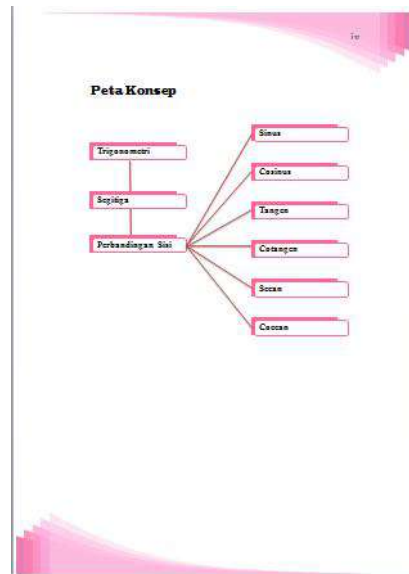 iv
Peta Konsep
Trigonometri
Segitiga
Perbandingan Sisi
Sinus
Cosinus
Tangen
Cotangen
Secan
Cosecan